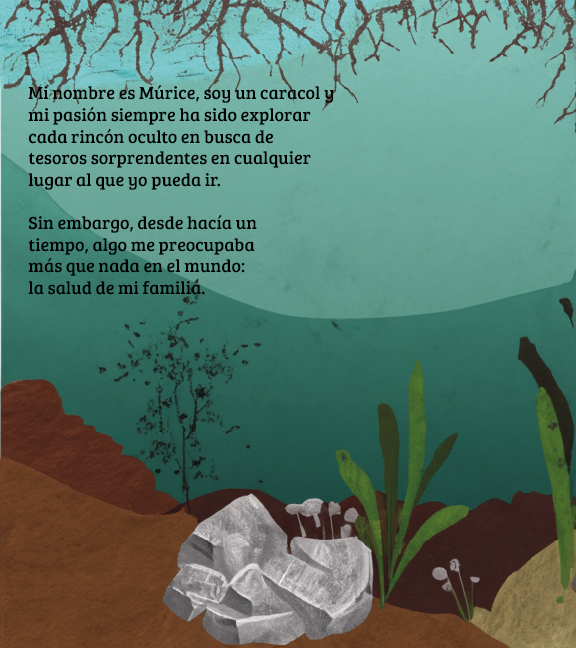 Mi nombre es Múrice, soy un caracol y
mi pasión siempre ha sido explorar
cada rincón oculto en busca de
tesoros sorprendentes en cualquier
lugar al que yo pueda ir.
Sin embargo, desde hacía un
tiempo, algo me preocupaba
más que nada en el mundo:
la salud de mi familia.